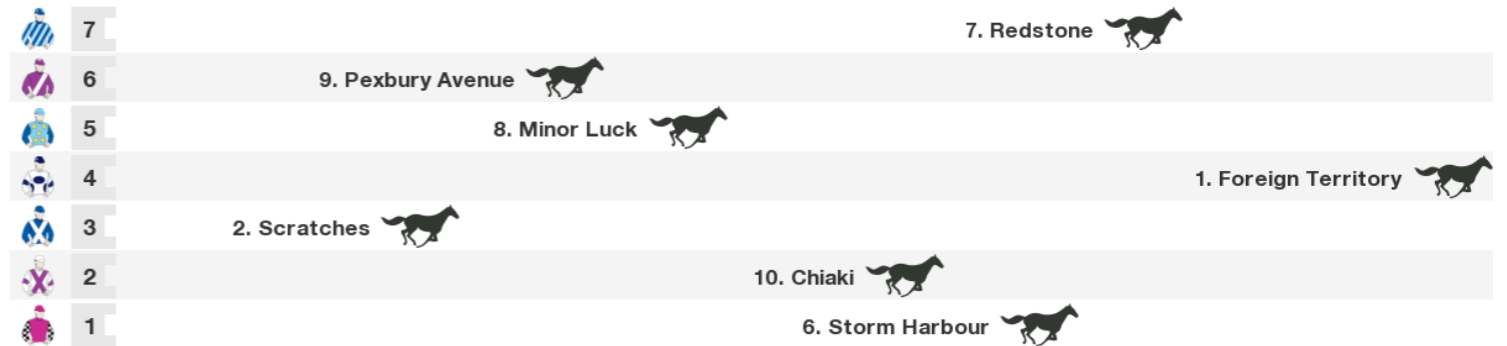 7 7. Redstone
6 9. Pexbury Avenue
5 8. Minor Luck
4 1. Foreign Territory
3 2. Scratches
2 10. Chiaki
1 6. Storm Harbour